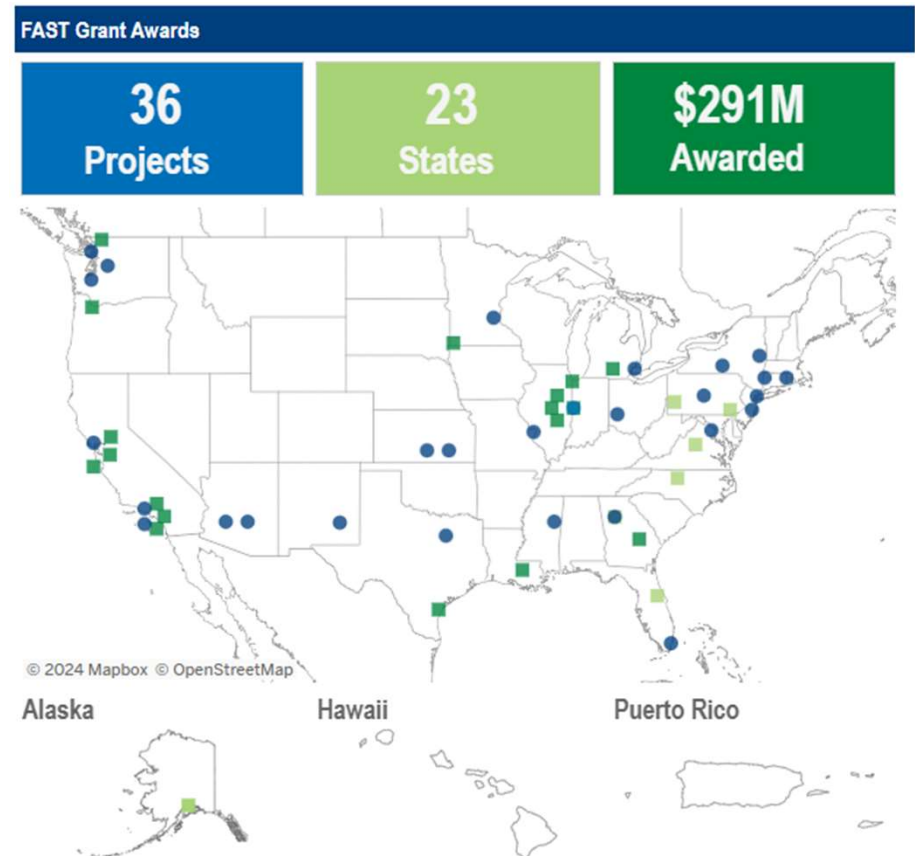 FAST Grant Awards
36
Projects
23
States
$291M
Awarded
© 2024 Mapbox © OpenStreetMap
Alaska
Hawaii
Puerto Rico